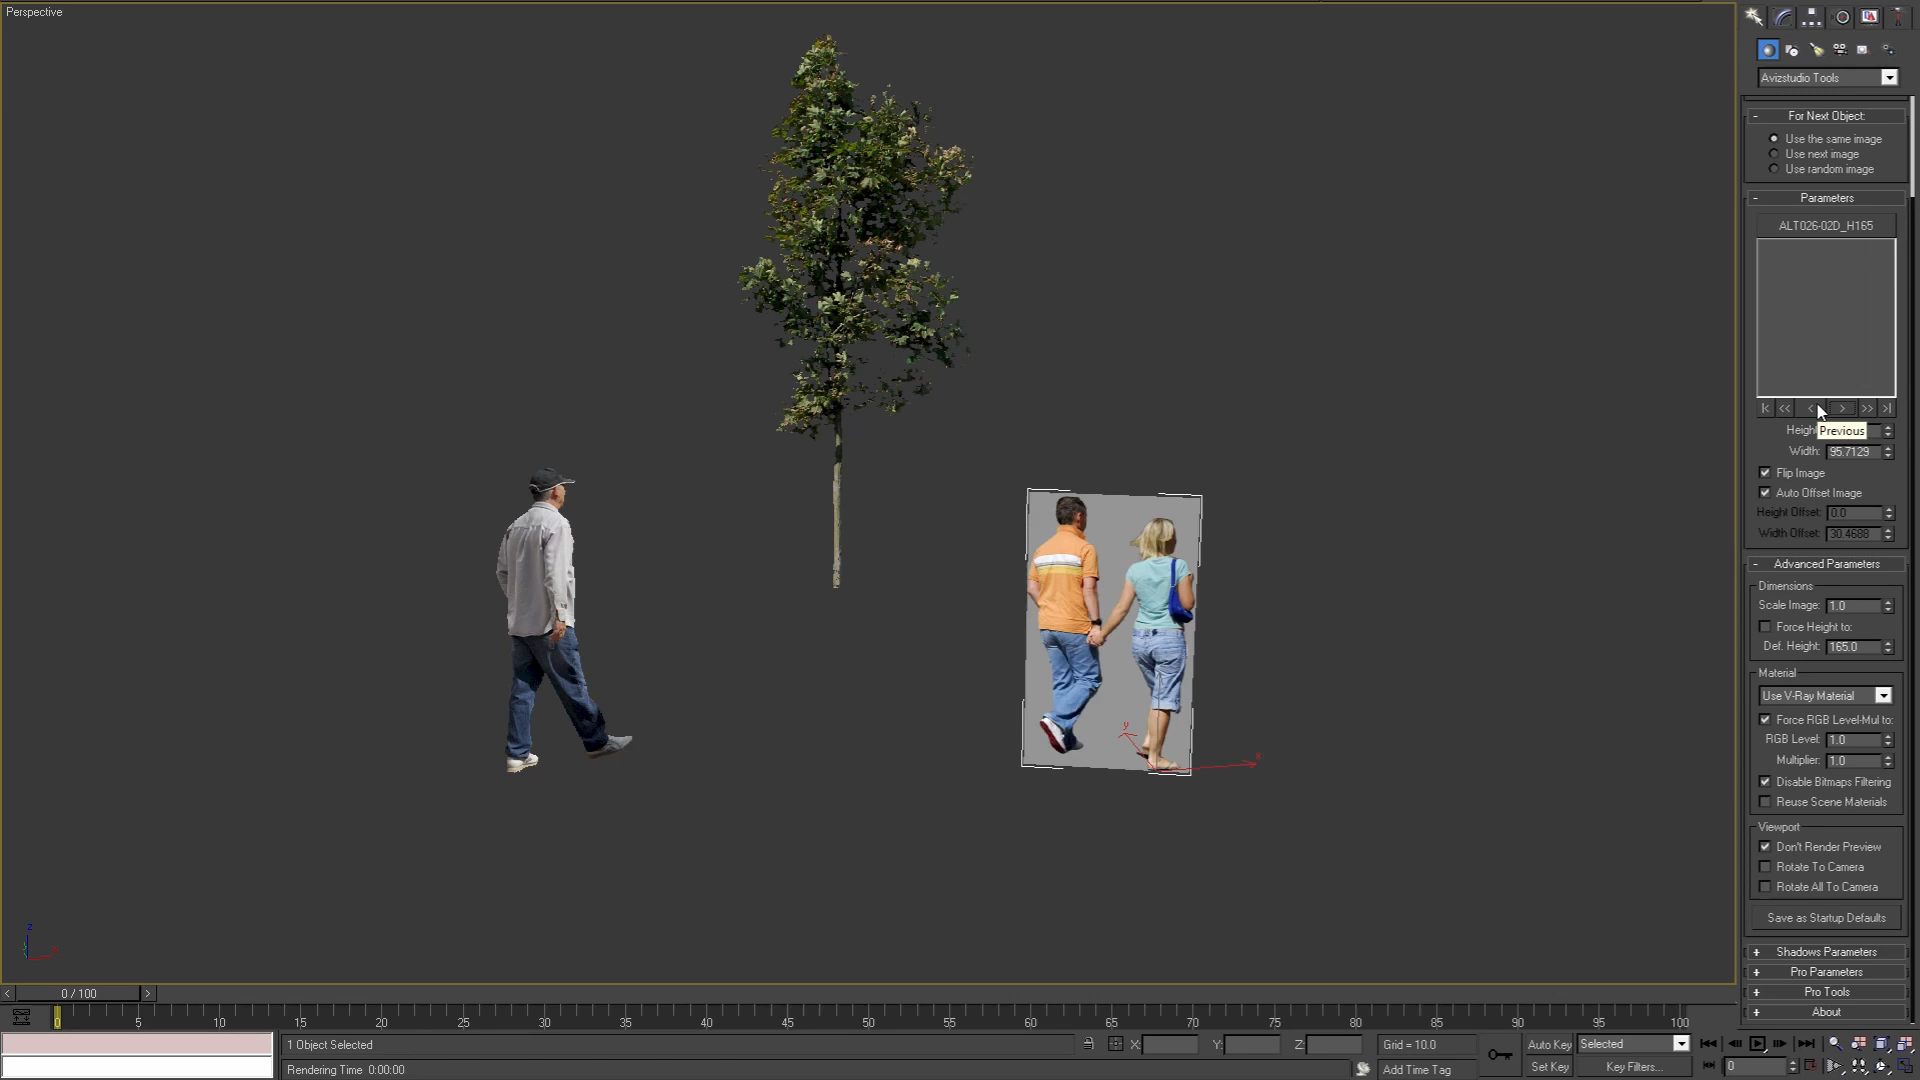 Perspective
Avizstudio Tools
- For Next Object:
Use the same image
Use next image
Use random image
- Parameters
ALT026-02D_H165
|< << < > >> >|
Heigh
Previous
Width: 95.7129
Flip Image
Auto Offset Image
Height Offset: 0.0
Width Offset: 30.4688
- Advanced Parameters
Dimensions
Scale Image: 1.0
Force Height to:
Def. Height: 165.0
Material
Use V-Ray Material
Force RGB Level-Mul to:
RGB Level: 1.0
Multiplier: 1.0
Disable Bitmaps Filtering
Reuse Scene Materials
Viewport
Don't Render Preview
Rotate To Camera
Rotate All To Camera
Save as Startup Defaults
+ Shadows Parameters
+ Pro Parameters
+ Pro Tools
+ About
y
x
z
< 0 / 100 >
5 10 15 20 25 30 35 40 45 50 55 60 65 70 75 80 85 90 95 100
1 Object Selected
X: Y: Z:
Grid = 10.0
Auto Key
Selected
Rendering Time 0:00:00
Add Time Tag
Set Key
Key Filters...
0